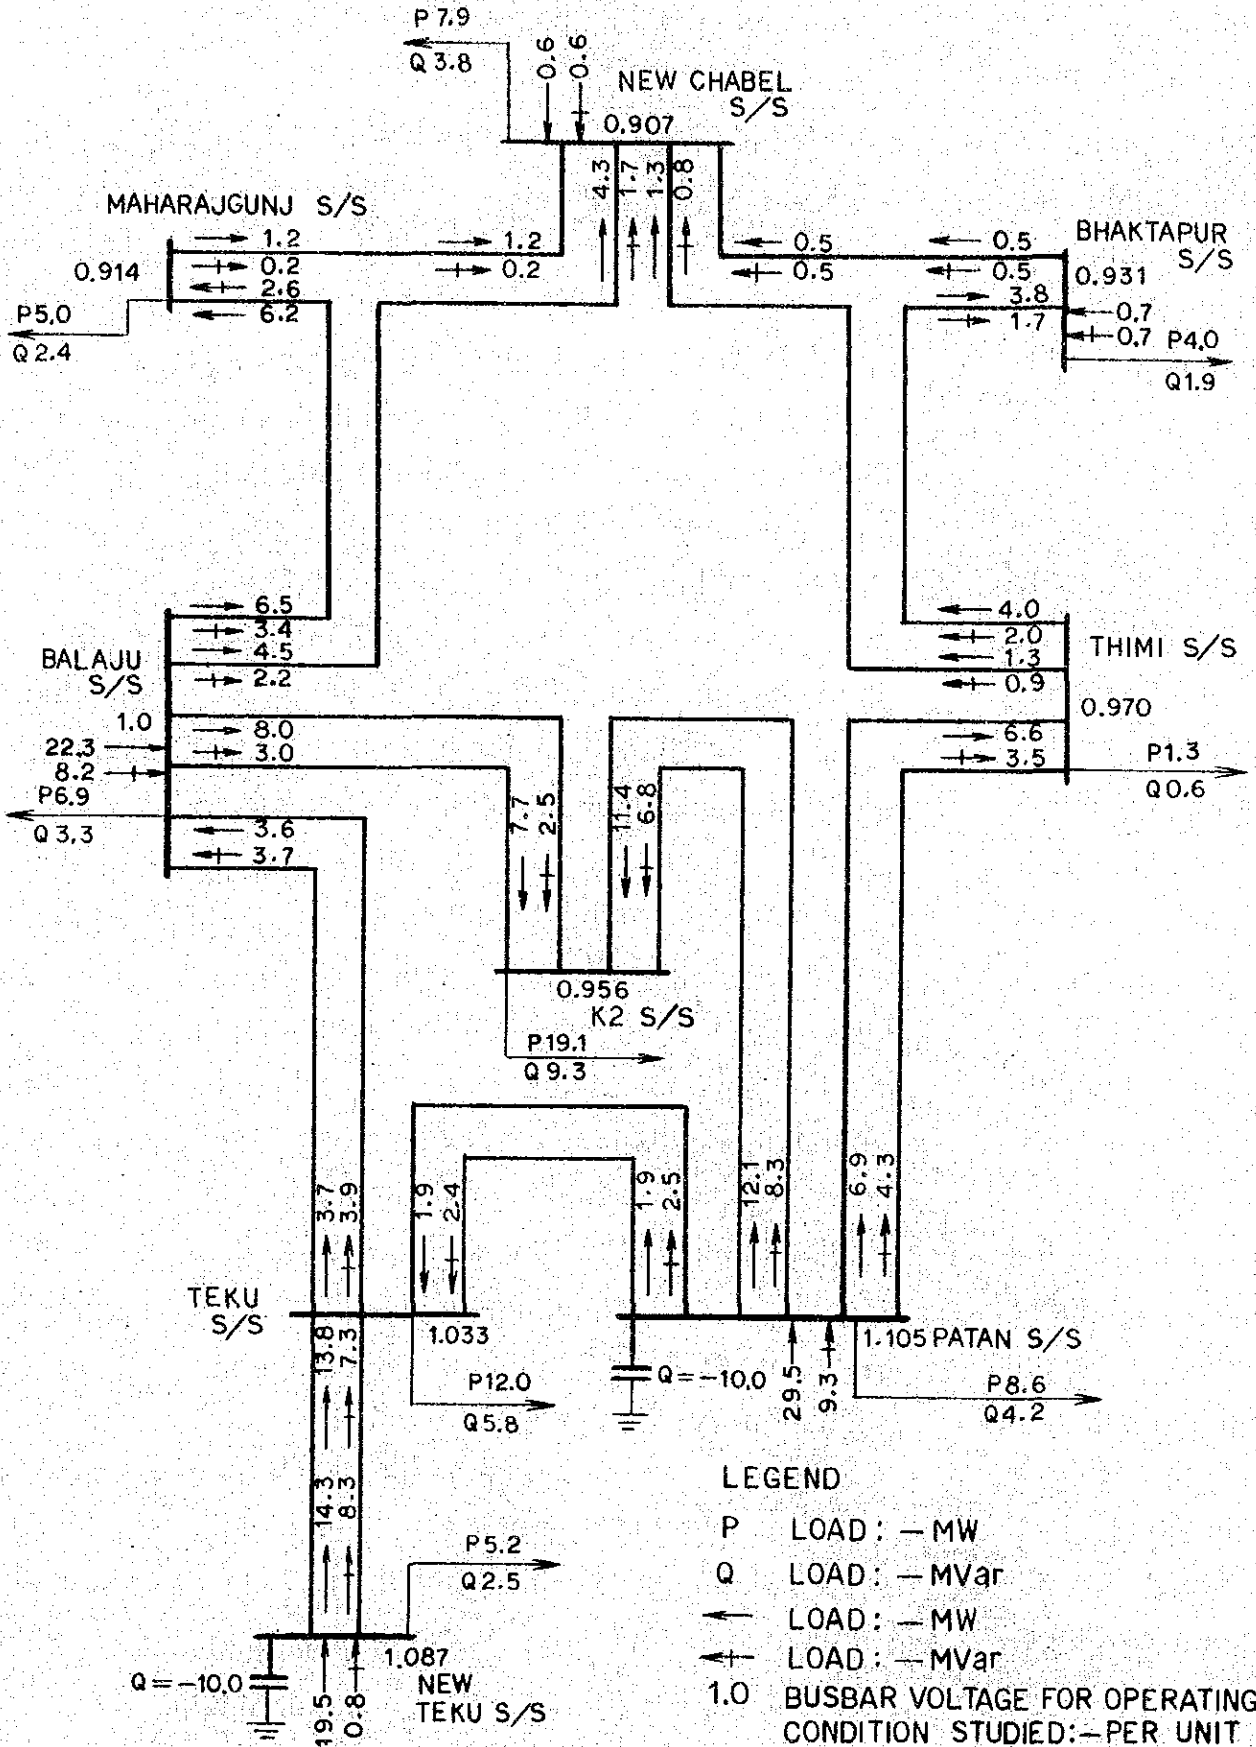 P 7.9
Q 3.8
0.6
0.6
NEW CHABEL
S/S
0.907
4.3
1.7
1.3
0.8
MAHARAJGUNJ S/S
1.2
0.2
2.6
6.2
1.2
0.2
0.914
P5.0
Q 2.4
0.5
0.5
0.5
0.5
BHAKTAPUR
S/S
0.931
3.8
1.7
0.7
0.7
P4.0
Q1.9
6.5
3.4
4.5
2.2
BALAJU
S/S
1.0
8.0
3.0
22.3
8.2
P6.9
Q 3.3
3.6
3.7
4.0
2.0
1.3
0.9
THIMI S/S
0.970
6.6
3.5
P1.3
Q0.6
7.7
2.5
11.4
6.8
0.956
K2 S/S
P19.1
Q 9.3
3.7
3.9
1.9
2.4
1.9
2.5
12.1
8.3
6.9
4.3
TEKU
S/S
1.033
13.8
7.3
P12.0
Q5.8
Q=-10.0
29.5
9.3
1.105 PATAN S/S
P8.6
Q4.2
14.3
8.3
P5.2
Q2.5
1.087
NEW
TEKU S/S
Q=-10.0
19.5
0.8
LEGEND
P LOAD: - MW
Q LOAD: - MVar
LOAD: - MW
LOAD: - MVar
1.0 BUSBAR VOLTAGE FOR OPERATING
CONDITION STUDIED:-PER UNIT